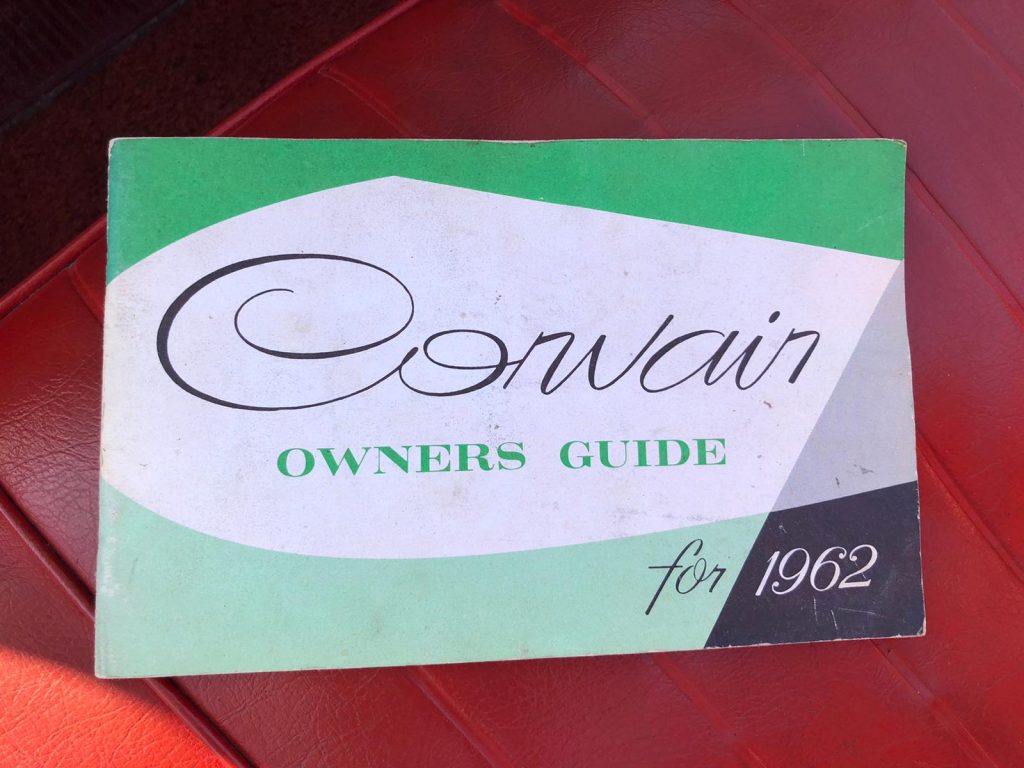 Corvair
OWNERS GUIDE
for 1962